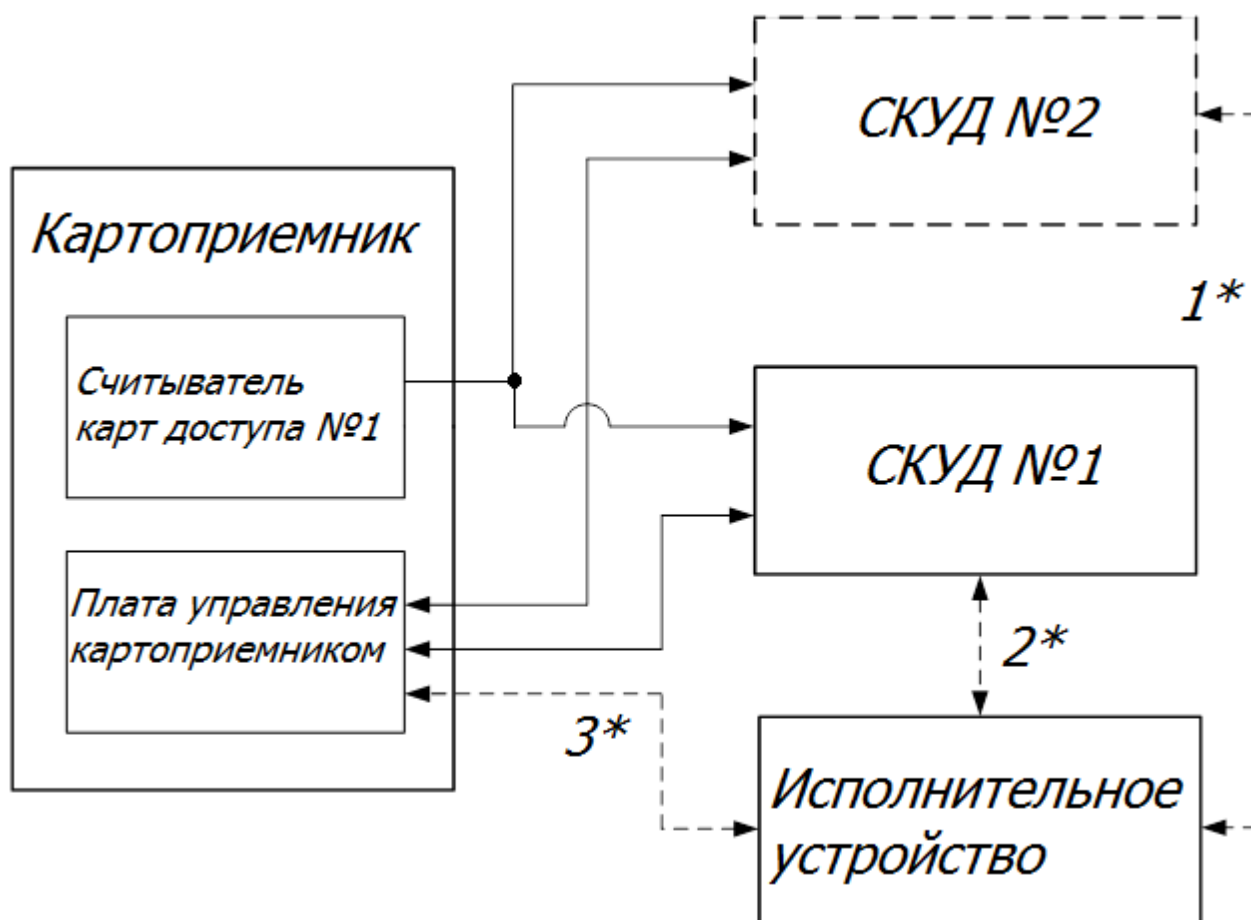 СКУД №2
Картоприемник
1*
Считыватель
карт доступа №1
СКУД №1
Плата управления
картоприемником
2*
3*
Исполнительное
устройство